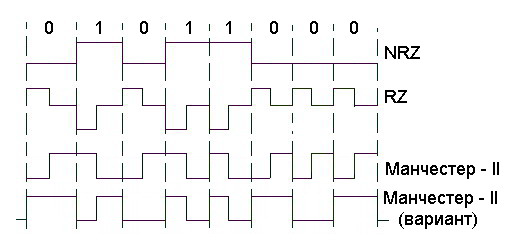 0 1 0 1 1 0 0 0
NRZ
RZ
Манчестер - II
Манчестер - II
(вариант)